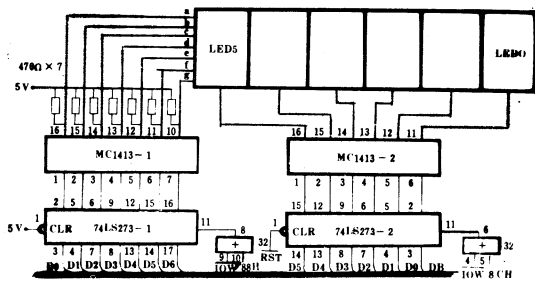 a
b
c
d
e
f
g
LED5 LED0
470Ω × 7
5V
16 15 14 13 12 11 10
16 15 14 13 12 11
MC1413-1
MC1413-2
1 2 3 4 5 6 7
1 2 3 4 5 6
2 5 6 9 12 15 16
15 12 9 6 5 2
5V 1 CLR 74LS273-1 11
1 CLR 74LS273-2 11
8 +
6 + 32
32 RST
3 4 7 8 13 14 17
9 10
14 13 8 7 4 3
4 5
D0 D1 D2 D3 D4 D5 D6 IOW 88H
D5 D4 D3 D2 D1 D0 DB IOW 8CH